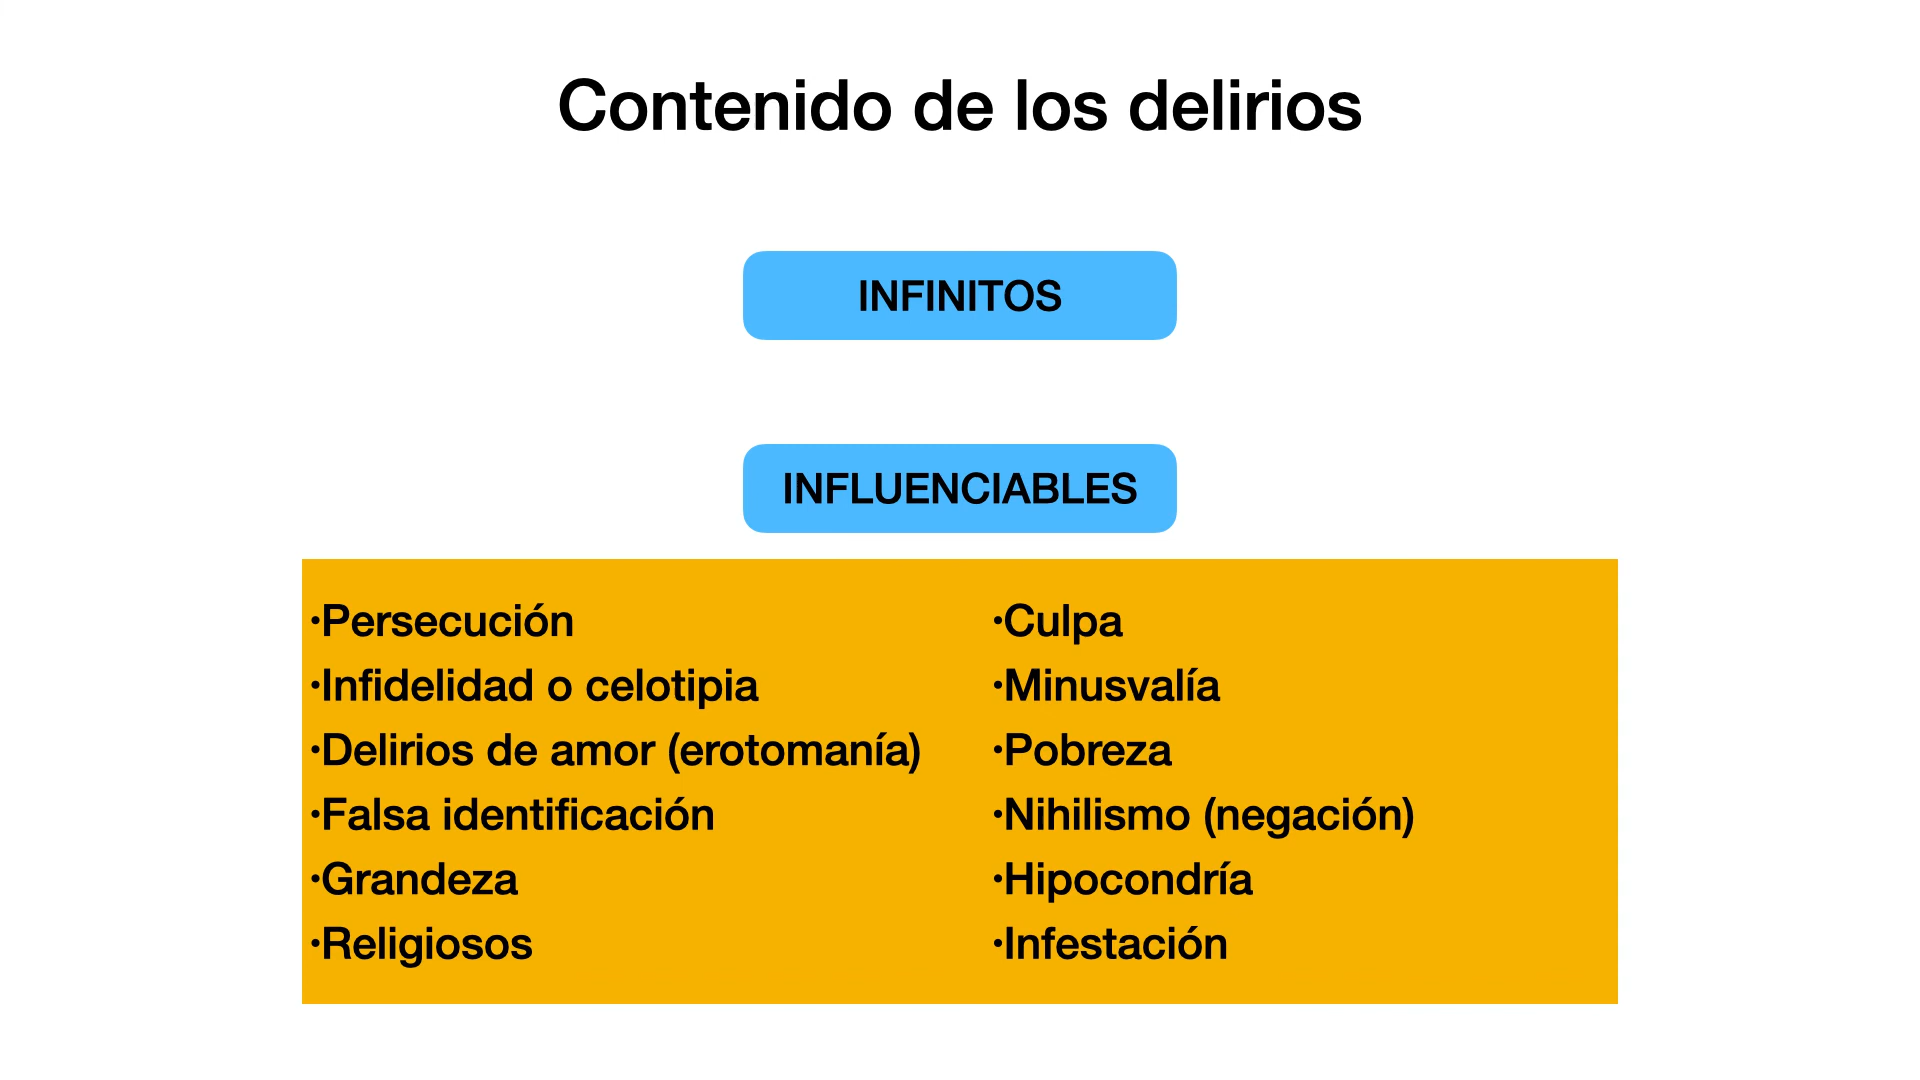 Contenido de los delirios
INFINITOS
INFLUENCIABLES
·Persecución
·Infidelidad o celotipia
·Delirios de amor (erotomanía)
·Falsa identificación
·Grandeza
·Religiosos
·Culpa
·Minusvalía
·Pobreza
·Nihilismo (negación)
·Hipocondría
·Infestación